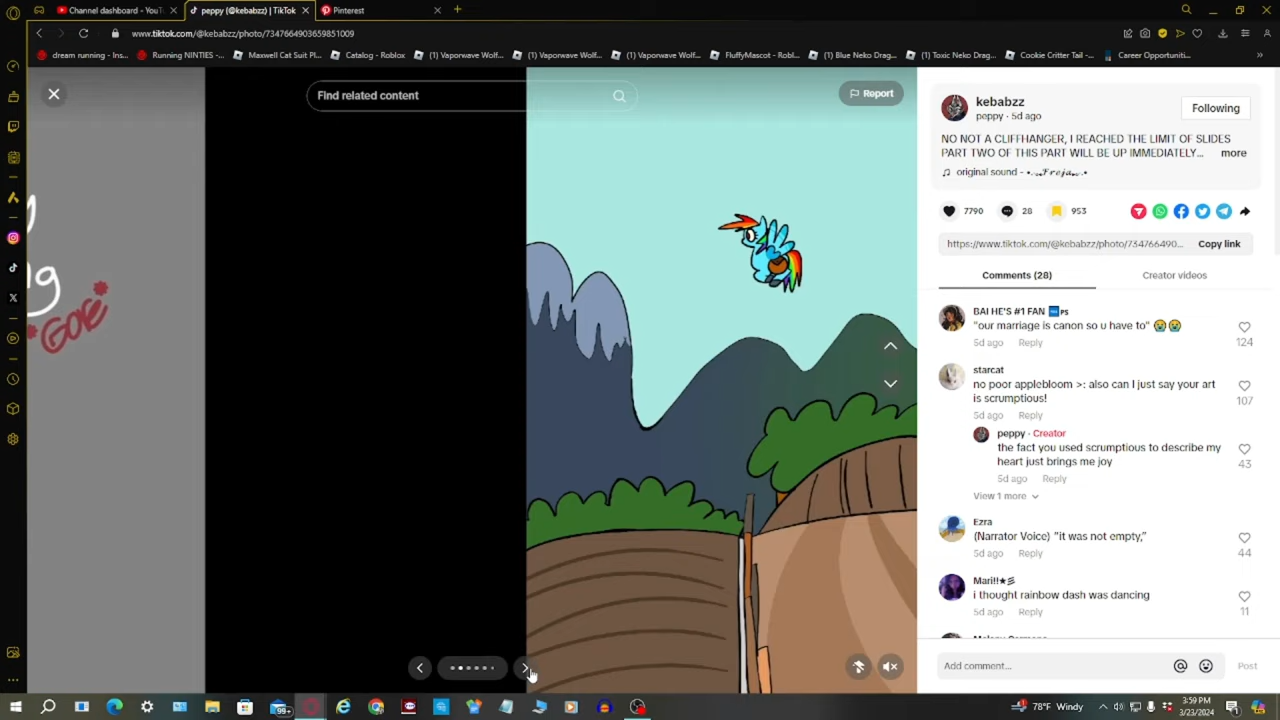 Channel dashboard - YouTu
peppy (@kebabzz) | TikTok
Pinterest
www.tiktok.com/@kebabzz/photo/7347664903659851009
dream running - Ins...
Running NINTIES -...
Maxwell Cat Suit Pl...
Catalog - Roblox
(1) Vaporwave Wolf...
(1) Vaporwave Wolf...
(1) Vaporwave Wolf...
FluffyMascot - Robl...
(1) Blue Neko Drag...
(1) Toxic Neko Drag...
Cookie Critter Tail -...
Career Opportuniti...
Find related content
Report
*GORE*
kebabzz
peppy · 5d ago
Following
NO NOT A CLIFFHANGER, I REACHED THE LIMIT OF SLIDES
PART TWO OF THIS PART WILL BE UP IMMEDIATELY... more
7790
28
953
https://www.tiktok.com/@kebabzz/photo/734766490...
Copy link
Comments (28)
Creator videos
BAI HE'S #1 FAN
"our marriage is canon so u have to" 😭😭
5d ago Reply
124
starcat
no poor applebloom >: also can I just say your art
is scrumptious!
5d ago Reply
107
peppy · Creator
the fact you used scrumptious to describe my
heart just brings me joy
5d ago Reply
43
View 1 more
Ezra
(Narrator Voice) "it was not empty,"
5d ago Reply
44
Mari!!★彡
i thought rainbow dash was dancing
5d ago Reply
11
Add comment...
Post
99+
78°F Windy
3:59 PM
3/23/2024